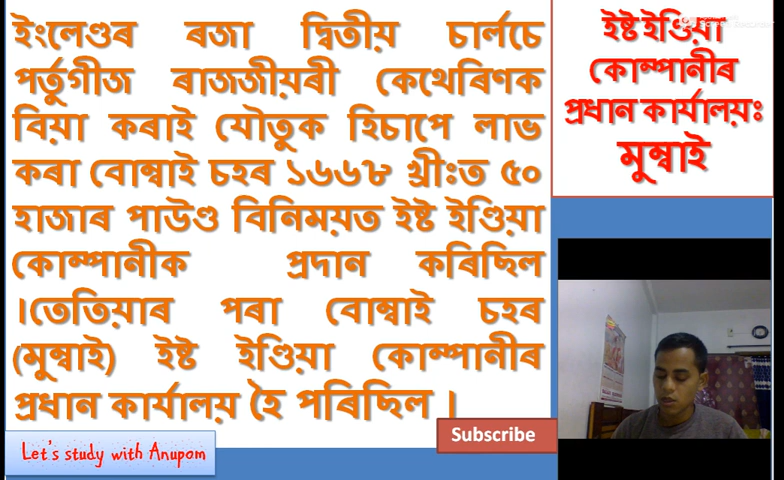 ইংলেণ্ডৰ ৰজা দ্বিতীয় চাৰ্লচে
পৰ্তুগীজ ৰাজজীয়ৰী কেথেৰিণক
বিয়া কৰাই যৌতুক হিচাপে লাভ
কৰা বোম্বাই চহৰ ১৬৬৮ খ্ৰীঃত ৫০
হাজাৰ পাউণ্ড বিনিময়ত ইষ্ট ইণ্ডিয়া
কোম্পানীক প্ৰদান কৰিছিল
।তেতিয়াৰ পৰা বোম্বাই চহৰ
(মুম্বাই) ইষ্ট ইণ্ডিয়া কোম্পানীৰ
প্ৰধান কাৰ্যালয় হৈ পৰিছিল ।
ইষ্ট ইণ্ডিয়া
কোম্পানীৰ
প্ৰধান কাৰ্যালয়ঃ
মুম্বাই
Subscribe
Let's study with Anupom